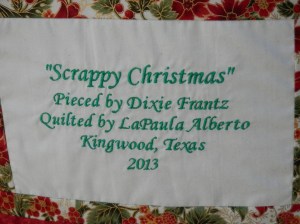 "Scrappy Christmas"
Pieced by Dixie Frantz
Quilted by LaPaula Alberto
Kingwood, Texas
2013